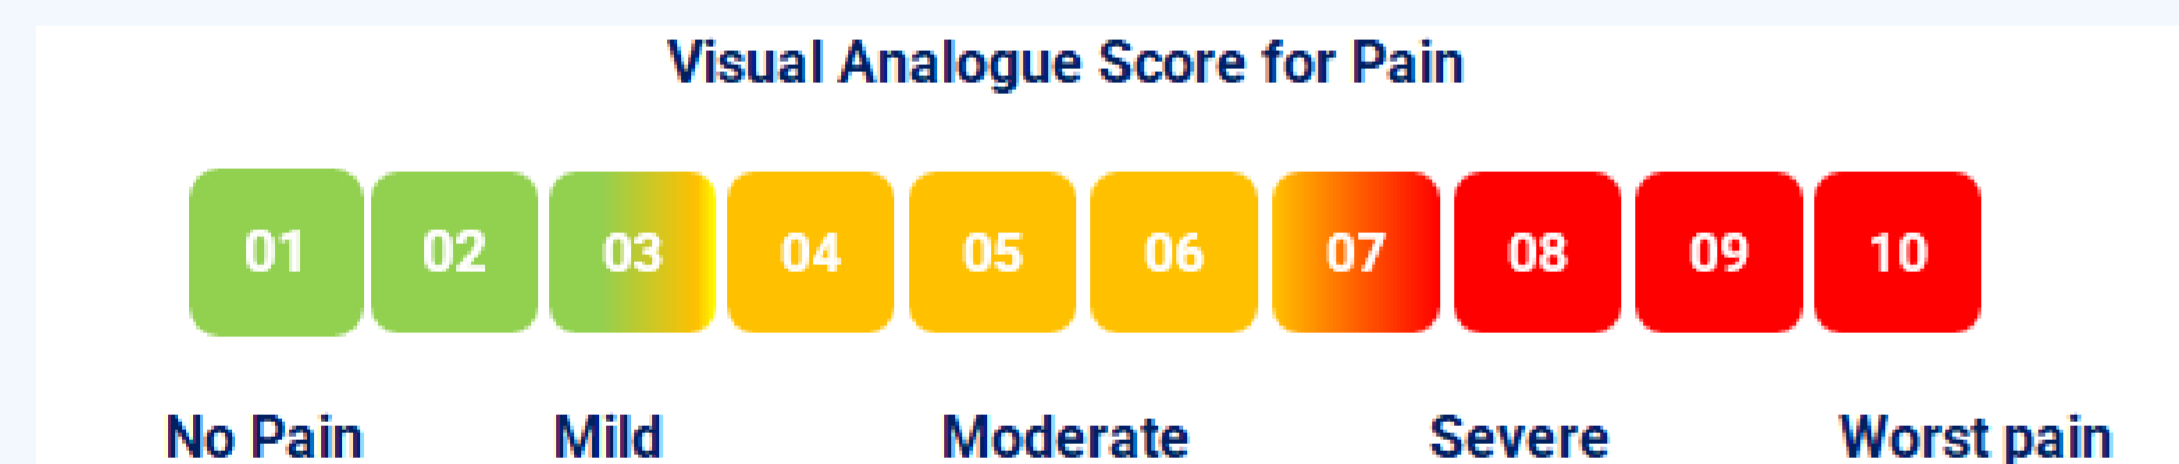 Visual Analogue Score for Pain
01 02 03 04 05 06 07 08 09 10
No Pain Mild Moderate Severe Worst pain